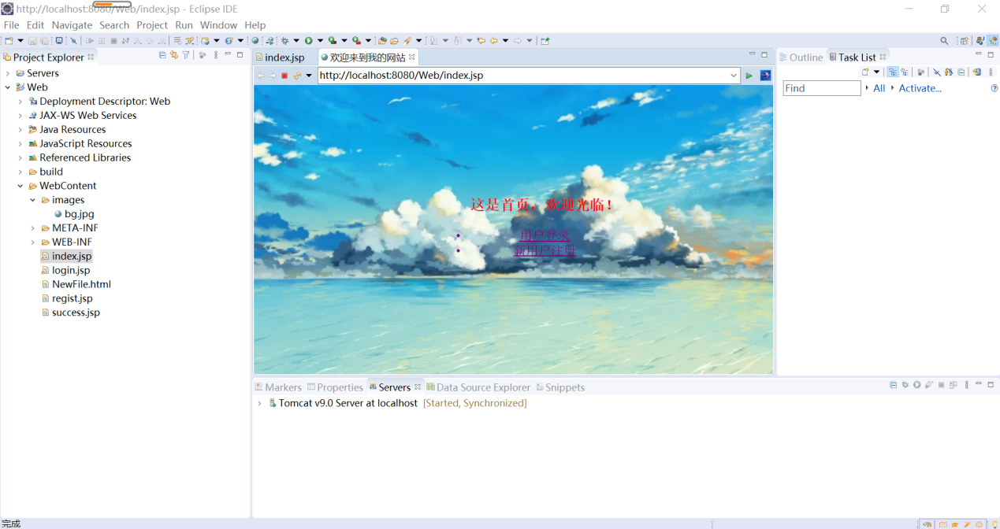 http://localhost:8080/Web/index.jsp - Eclipse IDE
File Edit Navigate Search Project Run Window Help
Project Explorer
Servers
Web
Deployment Descriptor: Web
JAX-WS Web Services
Java Resources
JavaScript Resources
Referenced Libraries
build
WebContent
images
bg.jpg
META-INF
WEB-INF
index.jsp
login.jsp
NewFile.html
regist.jsp
success.jsp
index.jsp 欢迎来到我的网站
http://localhost:8080/Web/index.jsp
这是首页，欢迎光临！
用户登录
新用户注册
Outline Task List
Find All Activate...
Markers Properties Servers Data Source Explorer Snippets
Tomcat v9.0 Server at localhost [Started, Synchronized]
完成